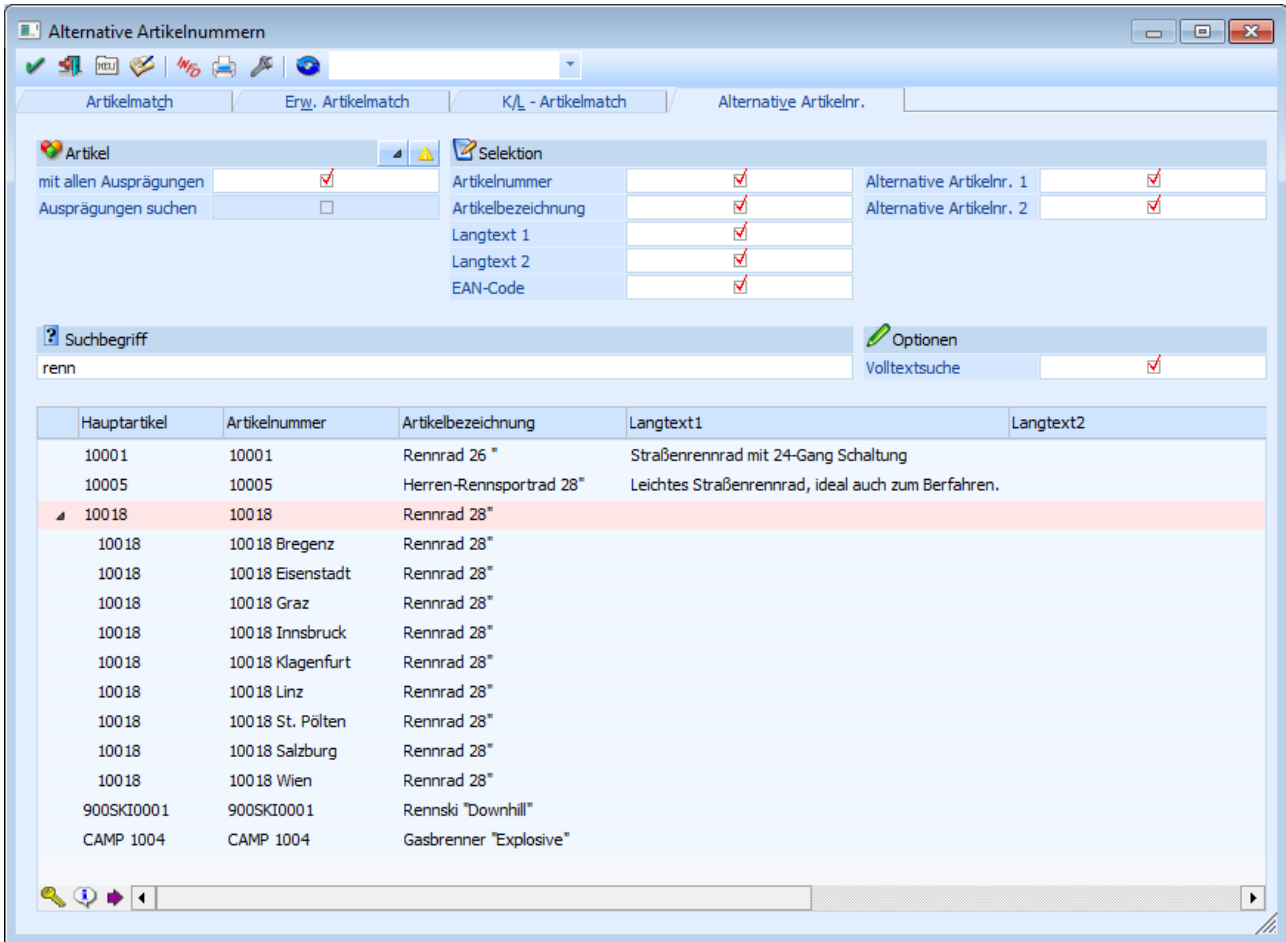 Alternative Artikelnummern
Artikelmatch Erw. Artikelmatch K/L - Artikelmatch Alternative Artikelnr.
Artikel Selektion
mit allen Ausprägungen Artikelnummer Alternative Artikelnr. 1
Ausprägungen suchen Artikelbezeichnung Alternative Artikelnr. 2
Langtext 1
Langtext 2
EAN-Code
Suchbegriff Optionen
renn Volltextsuche
Hauptartikel Artikelnummer Artikelbezeichnung Langtext1 Langtext2
10001 10001 Rennrad 26 " Straßenrennrad mit 24-Gang Schaltung
10005 10005 Herren-Rennsportrad 28" Leichtes Straßenrennrad, ideal auch zum Berfahren.
10018 10018 Rennrad 28"
10018 10018 Bregenz Rennrad 28"
10018 10018 Eisenstadt Rennrad 28"
10018 10018 Graz Rennrad 28"
10018 10018 Innsbruck Rennrad 28"
10018 10018 Klagenfurt Rennrad 28"
10018 10018 Linz Rennrad 28"
10018 10018 St. Pölten Rennrad 28"
10018 10018 Salzburg Rennrad 28"
10018 10018 Wien Rennrad 28"
900SKI0001 900SKI0001 Rennski "Downhill"
CAMP 1004 CAMP 1004 Gasbrenner "Explosive"